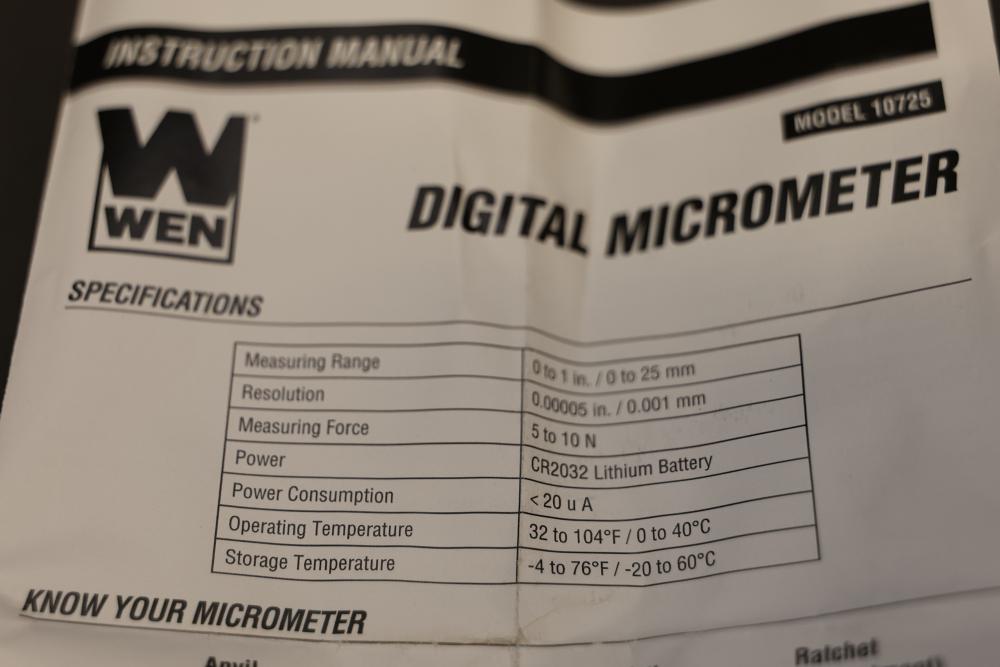 INSTRUCTION MANUAL
MODEL 10725
WEN
DIGITAL MICROMETER
SPECIFICATIONS
Measuring Range 0 to 1 in. / 0 to 25 mm
Resolution 0.00005 in. / 0.001 mm
Measuring Force 5 to 10 N
Power CR2032 Lithium Battery
Power Consumption < 20 u A
Operating Temperature 32 to 104°F / 0 to 40°C
Storage Temperature -4 to 76°F / -20 to 60°C
KNOW YOUR MICROMETER
Anvil Ratchet